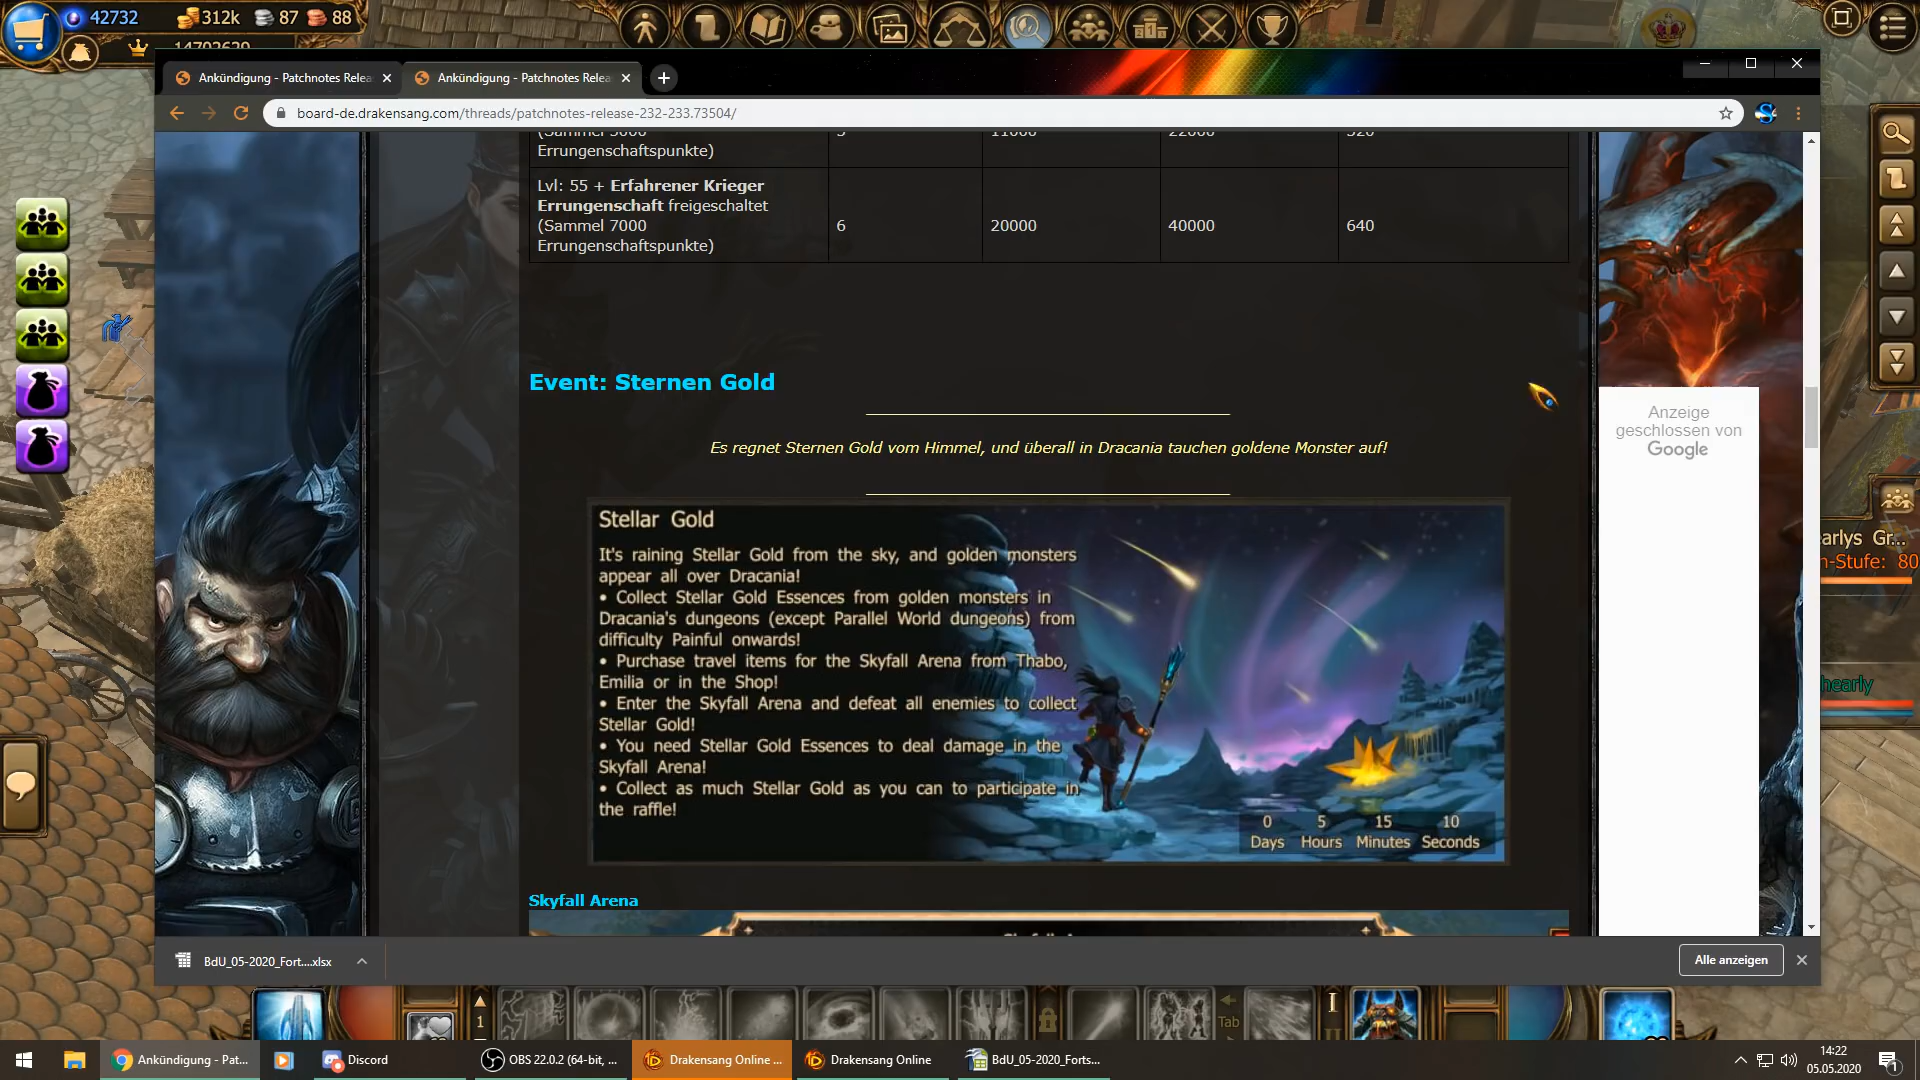 42732
312k
87
88
Ankündigung - Patchnotes Relea
Ankündigung - Patchnotes Relea
board-de.drakensang.com/threads/patchnotes-release-232-233.73504/
Errungenschaftspunkte)
Lvl: 55 + Erfahrener Krieger
Errungenschaft freigeschaltet
(Sammel 7000
Errungenschaftspunkte)
6
20000
40000
640
Event: Sternen Gold
Es regnet Sternen Gold vom Himmel, und überall in Dracania tauchen goldene Monster auf!
Stellar Gold
It's raining Stellar Gold from the sky, and golden monsters
appear all over Dracania!
• Collect Stellar Gold Essences from golden monsters in
Dracania's dungeons (except Parallel World dungeons) from
difficulty Painful onwards!
• Purchase travel items for the Skyfall Arena from Thabo,
Emilia or in the Shop!
• Enter the Skyfall Arena and defeat all enemies to collect
Stellar Gold!
• You need Stellar Gold Essences to deal damage in the
Skyfall Arena!
• Collect as much Stellar Gold as you can to participate in
the raffle!
0 5 15 10
Days Hours Minutes Seconds
Skyfall Arena
Anzeige
geschlossen von
Google
earlys Gr...
n-Stufe: 80
hearly
BdU_05-2020_Fort....xlsx
Alle anzeigen
1
Tab
I
II
Ankündigung - Pat...
Discord
OBS 22.0.2 (64-bit, ...
Drakensang Online ...
Drakensang Online
BdU_05-2020_Forts...
14:22
05.05.2020
1